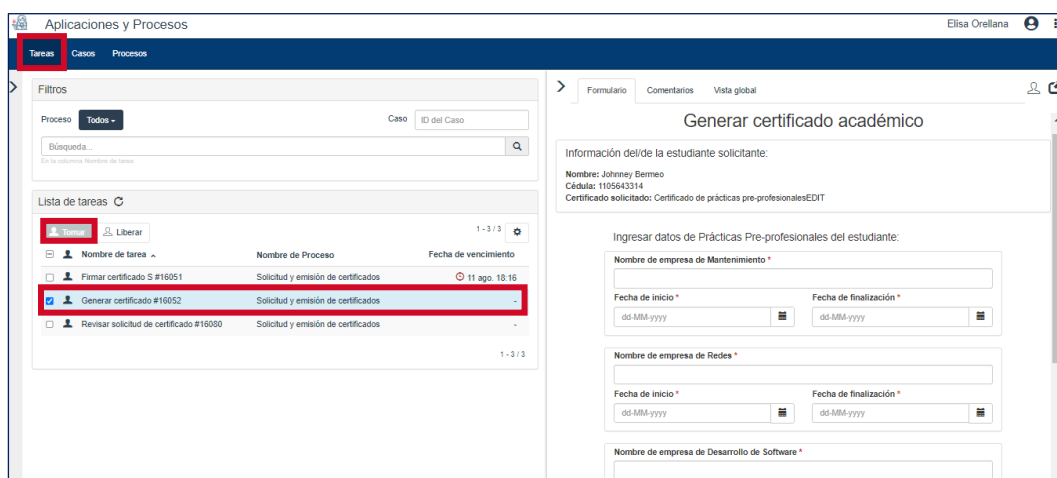 Aplicaciones y Procesos
Elisa Orellana
Tareas Casos Procesos
Filtros
Proceso Todos Caso ID del Caso
Búsqueda...
En la columna Nombre de tarea
Lista de tareas
Tomar Liberar 1 - 3 / 3
Nombre de tarea Nombre de Proceso Fecha de vencimiento
Firmar certificado S #16051 Solicitud y emisión de certificados 11 ago. 18:16
Generar certificado #16052 Solicitud y emisión de certificados -
Revisar solicitud de certificado #16080 Solicitud y emisión de certificados -
1 - 3 / 3
Formulario Comentarios Vista global
Generar certificado académico
Información del/de la estudiante solicitante:
Nombre: Johnney Bermeo
Cédula: 1105643314
Certificado solicitado: Certificado de prácticas pre-profesionalesEDIT
Ingresar datos de Prácticas Pre-profesionales del estudiante:
Nombre de empresa de Mantenimiento *
Fecha de inicio * Fecha de finalización *
dd-MM-yyyy dd-MM-yyyy
Nombre de empresa de Redes *
Fecha de inicio * Fecha de finalización *
dd-MM-yyyy dd-MM-yyyy
Nombre de empresa de Desarrollo de Software *